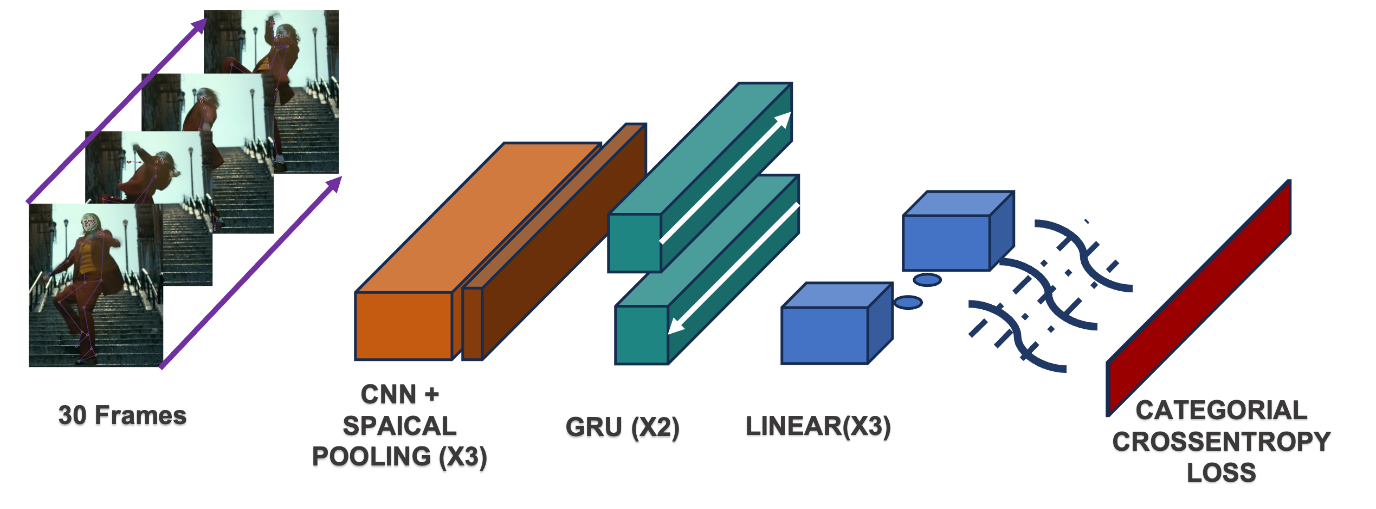 30 Frames
CNN +
SPAICAL
POOLING (X3)
GRU (X2)
LINEAR(X3)
CATEGORIAL
CROSSENTROPY
LOSS